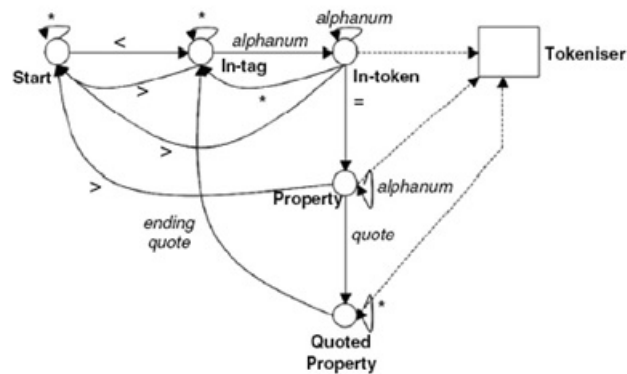 *
*
alphanum
<
alphanum
Tokeniser
Start
In-tag
In-token
>
*
=
>
>
Property
alphanum
ending
quote
quote
*
Quoted
Property